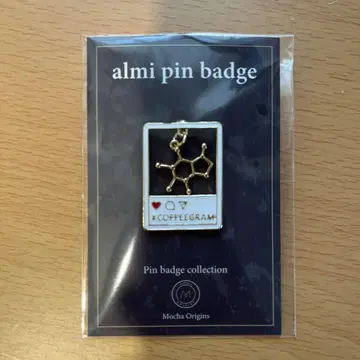 almi pin badge
#COFFEEGRAM
Pin badge collection
Mocha Origins